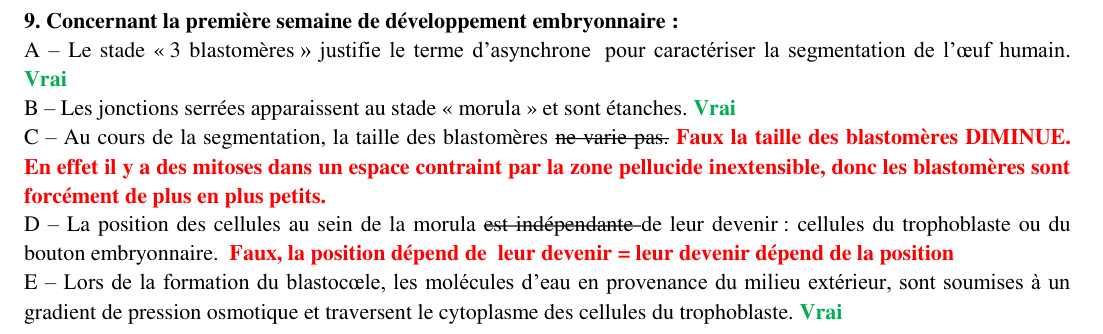 9. Concernant la première semaine de développement embryonnaire :
A – Le stade « 3 blastomères » justifie le terme d’asynchrone pour caractériser la segmentation de l’œuf humain.
Vrai
B – Les jonctions serrées apparaissent au stade « morula » et sont étanches. Vrai
C – Au cours de la segmentation, la taille des blastomères ne varie pas. Faux la taille des blastomères DIMINUE.
En effet il y a des mitoses dans un espace contraint par la zone pellucide inextensible, donc les blastomères sont
forcément de plus en plus petits.
D – La position des cellules au sein de la morula est indépendante de leur devenir : cellules du trophoblaste ou du
bouton embryonnaire. Faux, la position dépend de leur devenir = leur devenir dépend de la position
E – Lors de la formation du blastocœle, les molécules d’eau en provenance du milieu extérieur, sont soumises à un
gradient de pression osmotique et traversent le cytoplasme des cellules du trophoblaste. Vrai